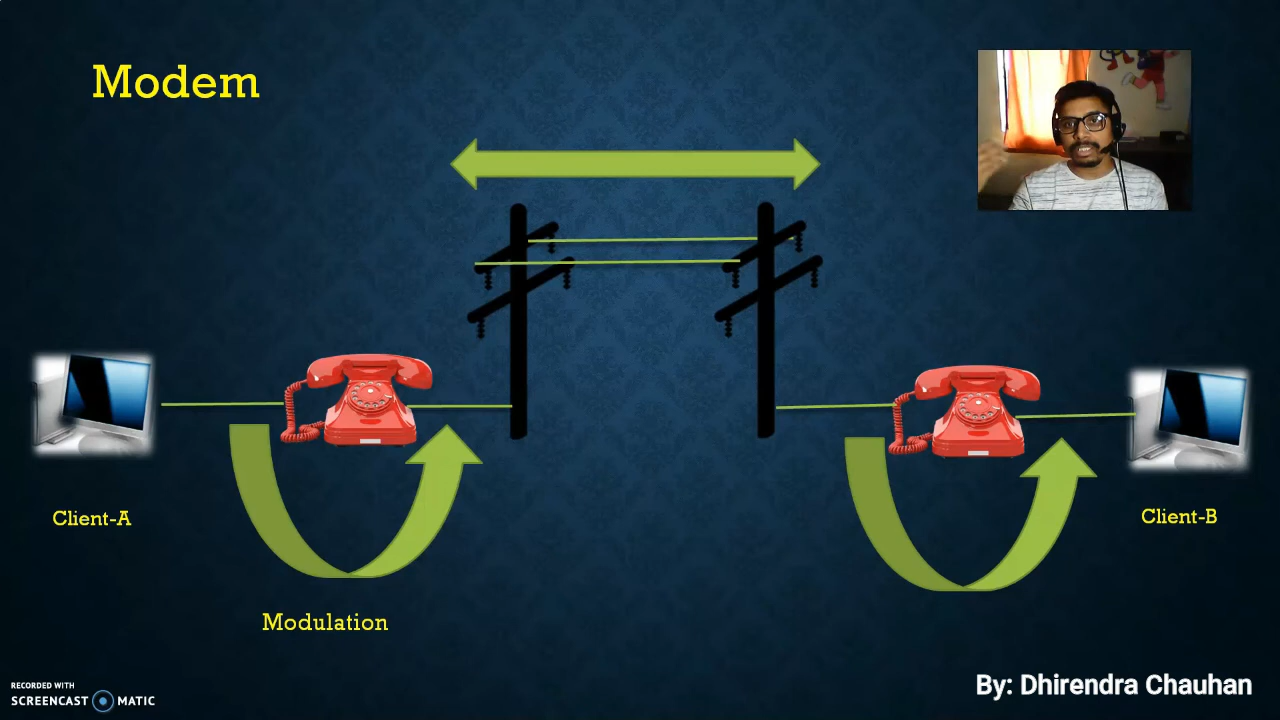 Modem
Client-A
Client-B
Modulation
RECORDED WITH
SCREENCAST MATIC
By: Dhirendra Chauhan